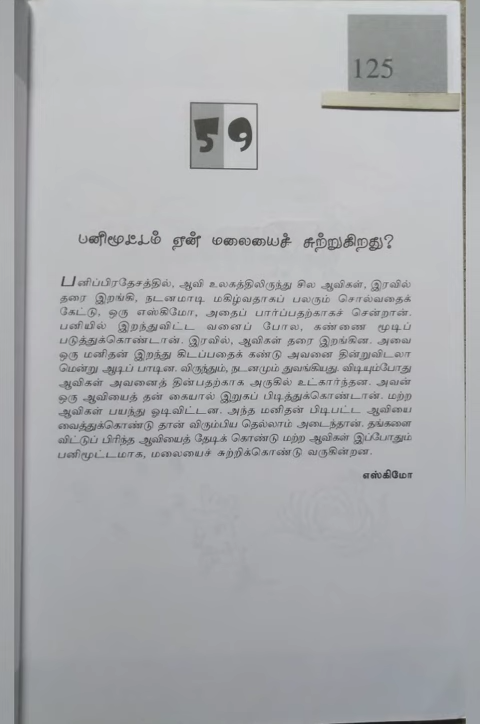 125
59
பனிமூட்டம் ஏன் மலையைச் சுற்றுகிறது?
பனிப்பிரதேசத்தில், ஆவி உலகத்திலிருந்து சில ஆவிகள், இரவில்
தரை இறங்கி, நடனமாடி மகிழ்வதாகப் பலரும் சொல்வதைக்
கேட்டு, ஒரு எஸ்கிமோ, அதைப் பார்ப்பதற்காகச் சென்றான்.
பனியில் இறந்துவிட்ட வனைப் போல, கண்ணை மூடிப்
படுத்துக்கொண்டான். இரவில், ஆவிகள் தரை இறங்கின. அவை
ஒரு மனிதன் இறந்து கிடப்பதைக் கண்டு அவனை தின்றுவிடலா
மென்று ஆடிப் பாடின. விருந்தும், நடனமும் துவங்கியது. விடியும்போது
ஆவிகள் அவனைத் தின்பதற்காக அருகில் உட்கார்ந்தன. அவன்
ஒரு ஆவியைத் தன் கையால் இறுகப் பிடித்துக்கொண்டான். மற்ற
ஆவிகள் பயந்து ஓடிவிட்டன. அந்த மனிதன் பிடிபட்ட ஆவியை
வைத்துக்கொண்டு தான் விரும்பிய தெல்லாம் அடைந்தான். தங்களை
விட்டுப் பிரிந்த ஆவியைத் தேடிக் கொண்டு மற்ற ஆவிகள் இப்போதும்
பனிமூட்டமாக, மலையைச் சுற்றிக்கொண்டு வருகின்றன.
எஸ்கிமோ